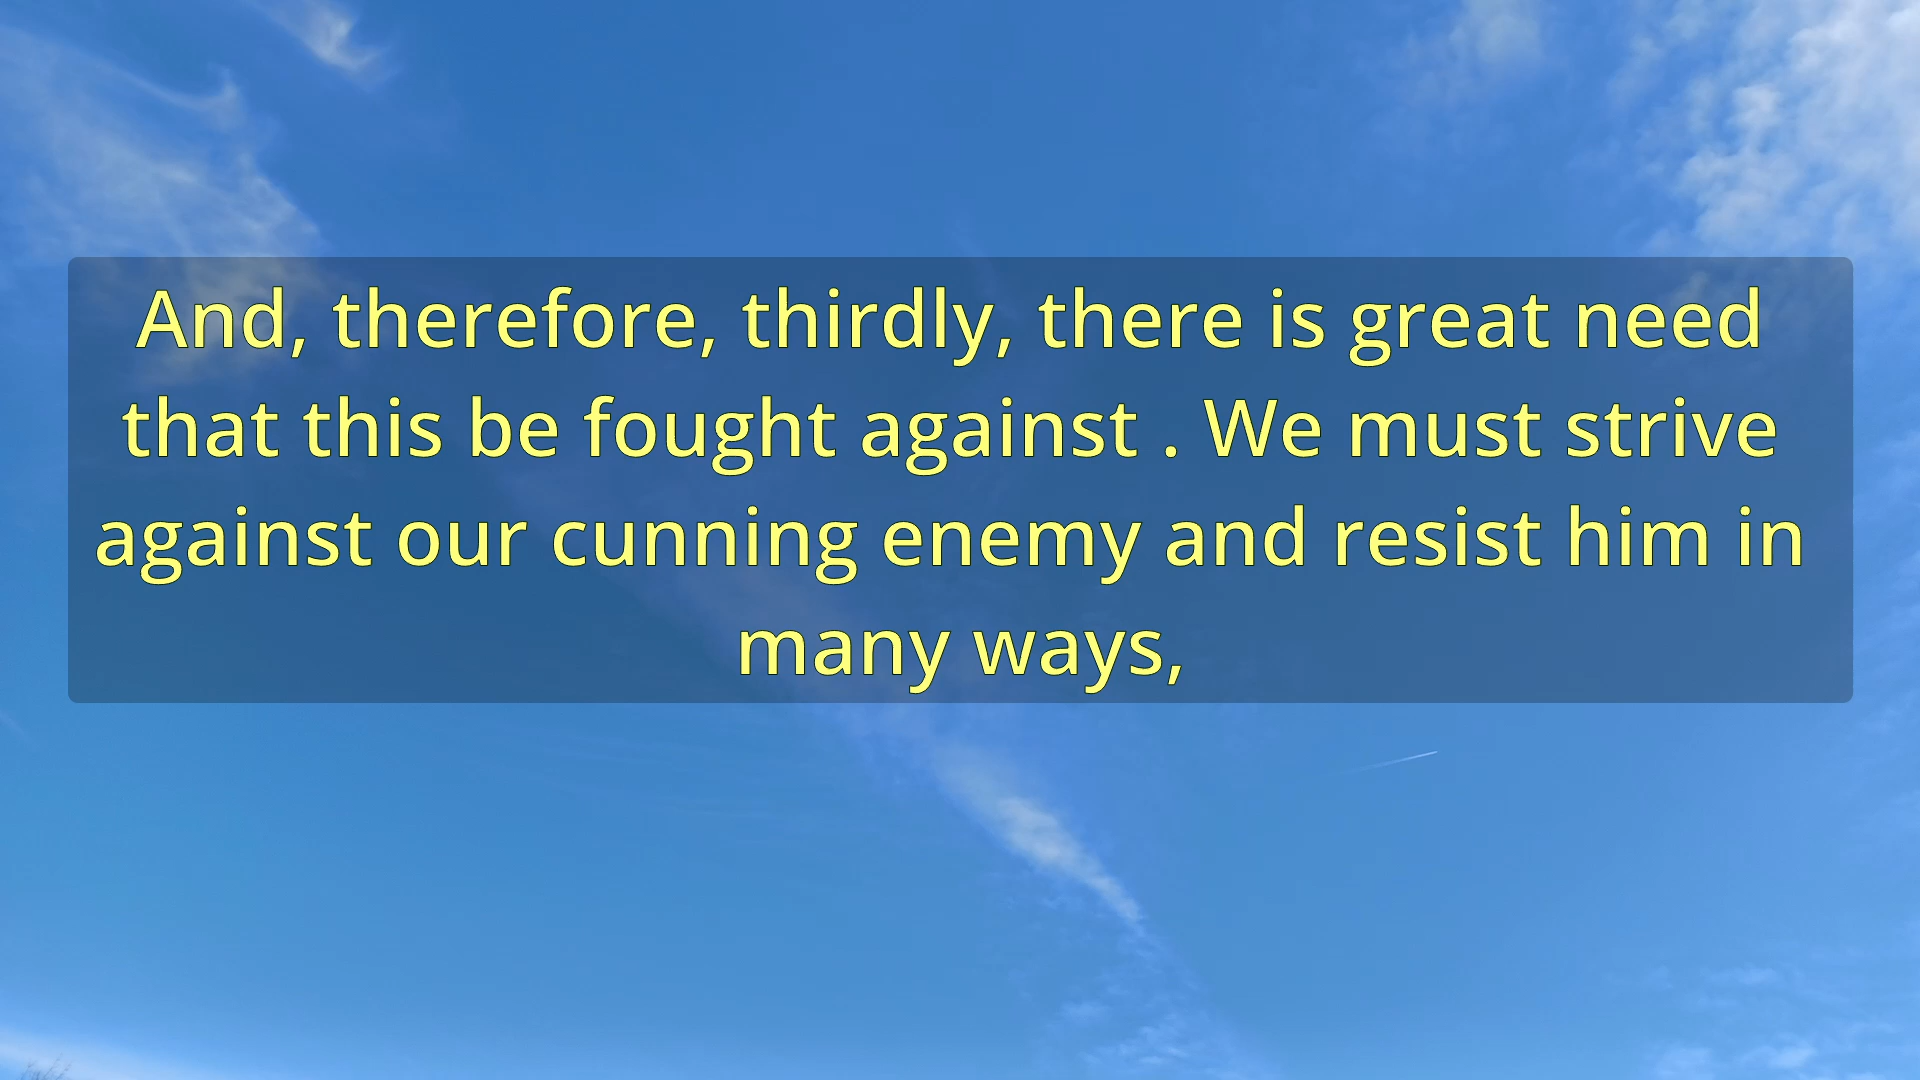 And, therefore, thirdly, there is great need
that this be fought against . We must strive
against our cunning enemy and resist him in
many ways,